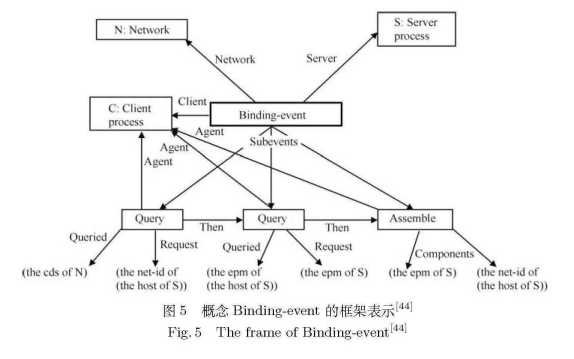 N: Network
S: Server
process
Network
Server
C: Client
process
Client
Binding-event
Agent
Subevents
Agent
Agent
Query
Then
Query
Then
Assemble
Queried
Request
Queried
Request
Components
(the cds of N)
(the net-id of
(the host of S))
(the epm of
(the host of S))
(the epm of S)
(the epm of S)
(the net-id of
(the host of S))
图 5 概念 Binding-event 的框架表示[44]
Fig. 5 The frame of Binding-event[44]